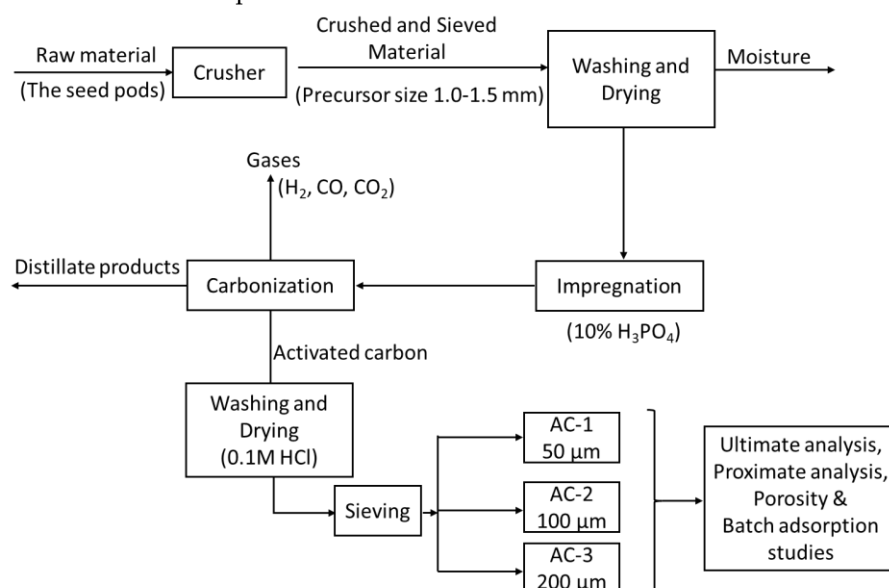 Raw material
(The seed pods)
Crusher
Crushed and Sieved
Material
(Precursor size 1.0-1.5 mm)
Washing and
Drying
Moisture
Gases
(H₂, CO, CO₂)
Distillate products
Carbonization
Impregnation
(10% H₃PO₄)
Activated carbon
Washing and
Drying
(0.1M HCl)
Sieving
AC-1
50 µm
AC-2
100 µm
AC-3
200 µm
Ultimate analysis,
Proximate analysis,
Porosity &
Batch adsorption
studies